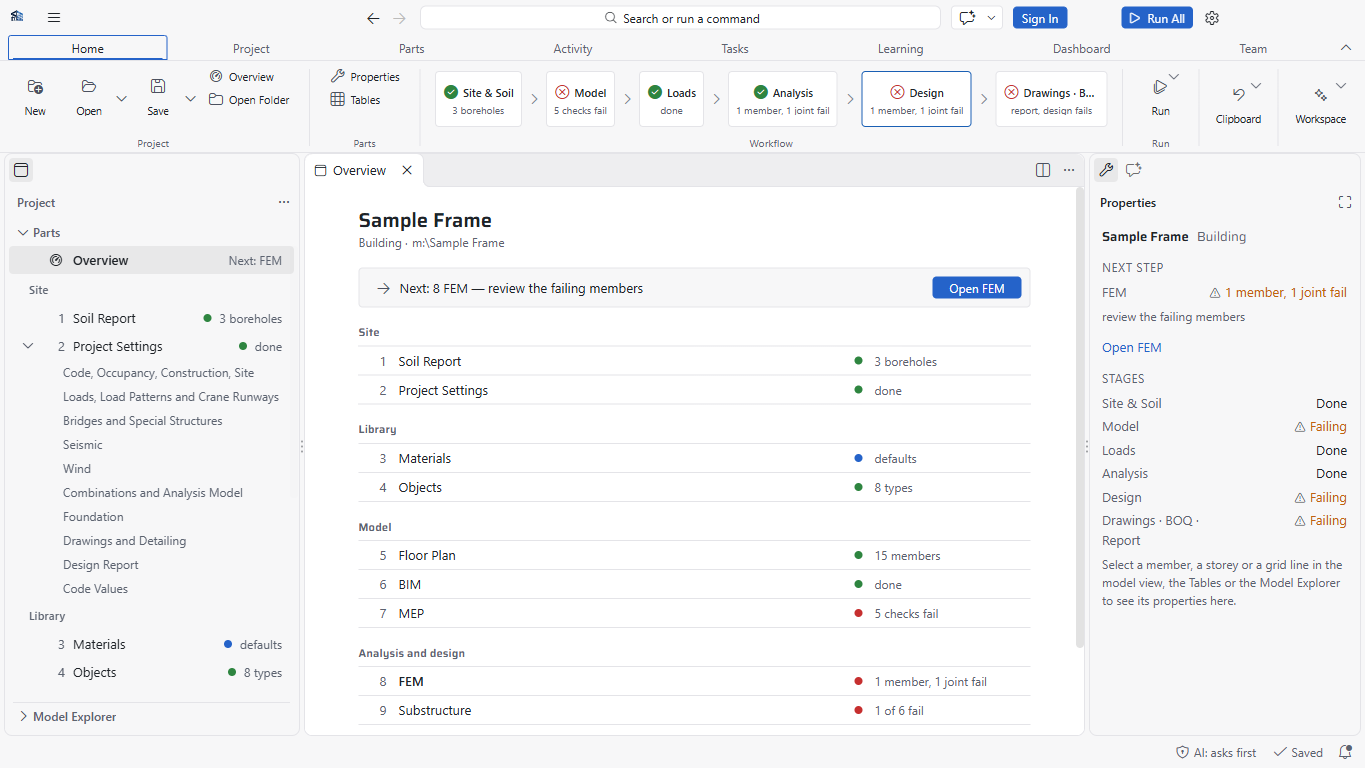 Search or run a command
Sign In
Run All
Home
Project
Parts
Activity
Tasks
Learning
Dashboard
Team
New
Open
Save
Overview
Open Folder
Project
Properties
Tables
Parts
Site & Soil
3 boreholes
Model
5 checks fail
Loads
done
Analysis
1 member, 1 joint fail
Design
1 member, 1 joint fail
Drawings · B...
report, design fails
Workflow
Run
Run
Clipboard
Workspace
Project
Parts
Overview Next: FEM
Site
1 Soil Report 3 boreholes
2 Project Settings done
Code, Occupancy, Construction, Site
Loads, Load Patterns and Crane Runways
Bridges and Special Structures
Seismic
Wind
Combinations and Analysis Model
Foundation
Drawings and Detailing
Design Report
Code Values
Library
3 Materials defaults
4 Objects 8 types
Model Explorer
Overview
Sample Frame
Building · m:\Sample Frame
Next: 8 FEM — review the failing members
Open FEM
Site
1 Soil Report 3 boreholes
2 Project Settings done
Library
3 Materials defaults
4 Objects 8 types
Model
5 Floor Plan 15 members
6 BIM done
7 MEP 5 checks fail
Analysis and design
8 FEM 1 member, 1 joint fail
9 Substructure 1 of 6 fail
Properties
Sample Frame Building
NEXT STEP
FEM 1 member, 1 joint fail
review the failing members
Open FEM
STAGES
Site & Soil Done
Model Failing
Loads Done
Analysis Done
Design Failing
Drawings · BOQ · Failing
Report
Select a member, a storey or a grid line in the
model view, the Tables or the Model Explorer
to see its properties here.
AI: asks first
Saved